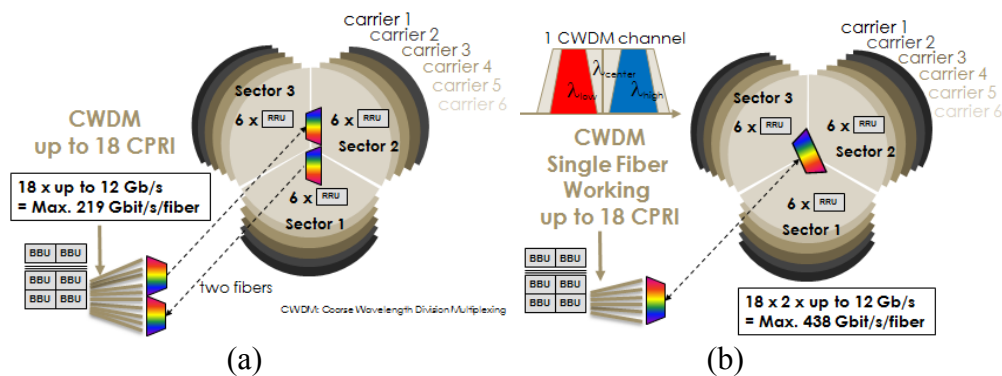 carrier 1
carrier 2
carrier 3
carrier 4
carrier 5
carrier 6
Sector 3
6 x RRU
6 x RRU
Sector 2
6 x RRU
Sector 1
CWDM
up to 18 CPRI
18 x up to 12 Gb/s
= Max. 219 Gbit/s/fiber
BBU BBU
BBU BBU
BBU BBU
two fibers
CWDM: Coarse Wavelength Division Multiplexing
(a)
1 CWDM channel
λcenter
λlow
λhigh
carrier 1
carrier 2
carrier 3
carrier 4
carrier 5
carrier 6
Sector 3
6 x RRU
6 x RRU
Sector 2
6 x RRU
Sector 1
CWDM
Single Fiber
Working
up to 18 CPRI
BBU BBU
BBU BBU
BBU BBU
18 x 2 x up to 12 Gb/s
= Max. 438 Gbit/s/fiber
(b)